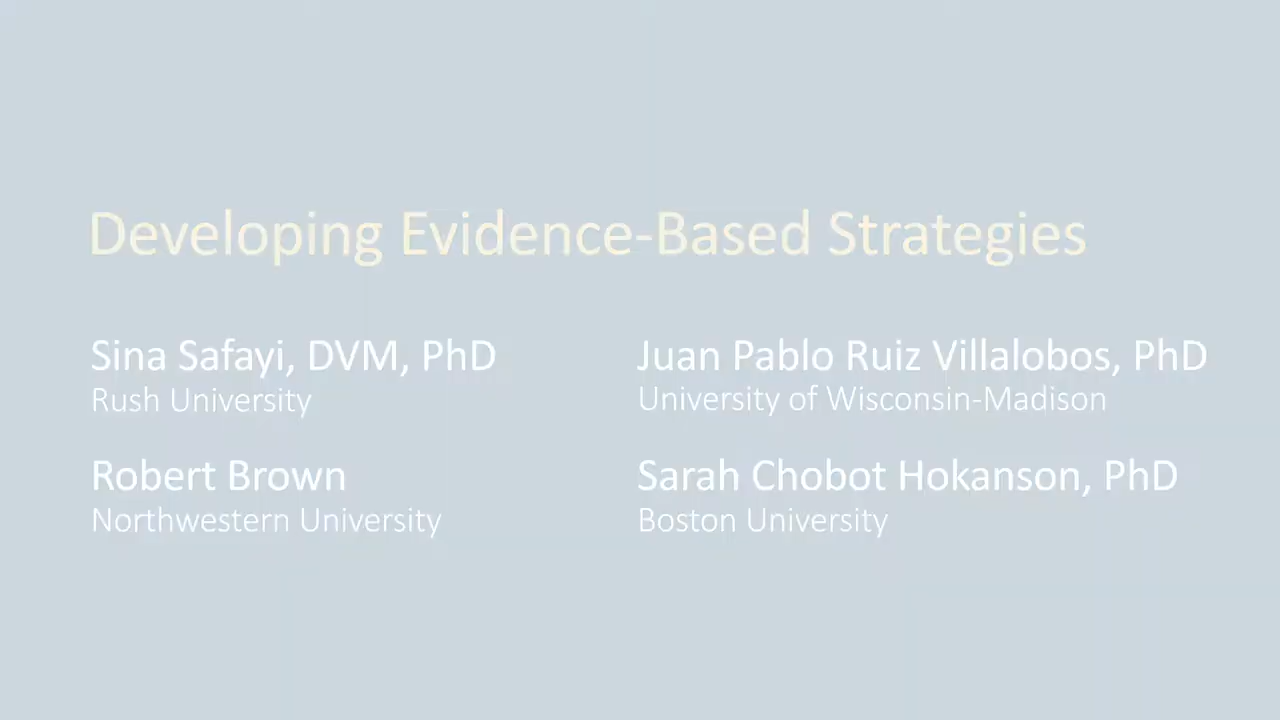 Developing Evidence-Based Strategies
Sina Safayi, DVM, PhD
Rush University
Juan Pablo Ruiz Villalobos, PhD
University of Wisconsin-Madison
Robert Brown
Northwestern University
Sarah Chobot Hokanson, PhD
Boston University